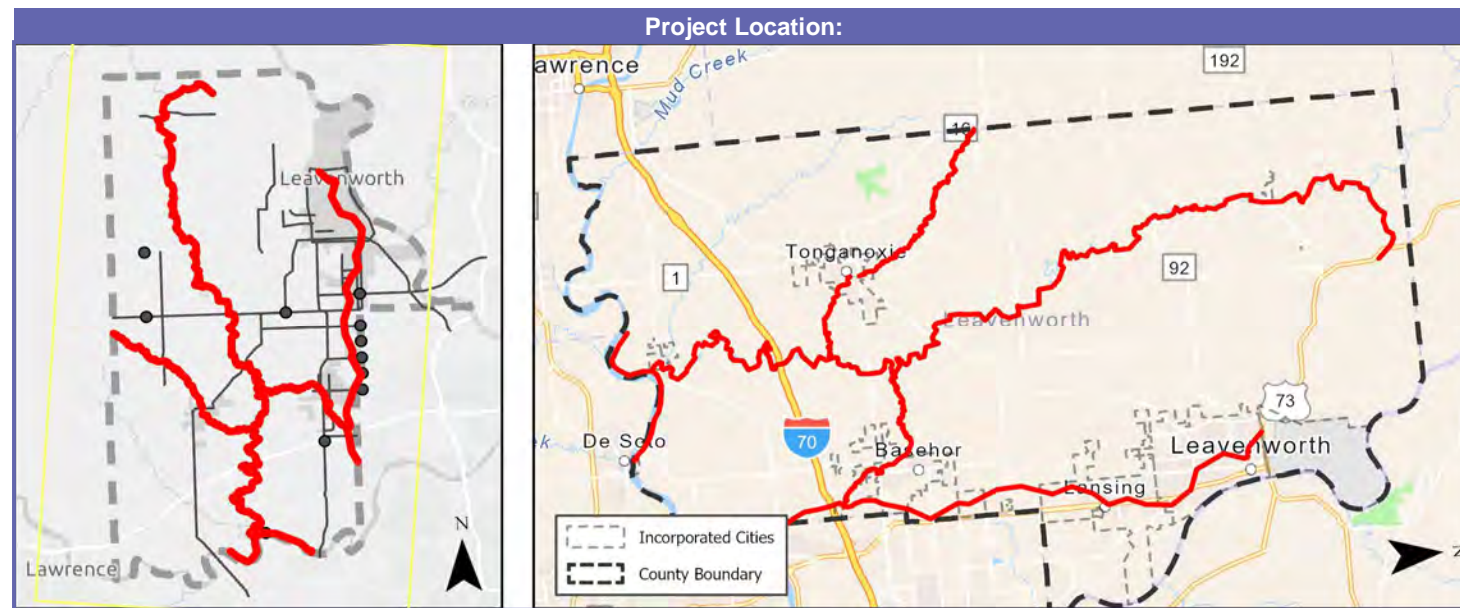 Project Location:
Leavenworth
N
Lawrence
awrence
Mud Creek
192
16
Tonganoxie
1
92
Leavenworth
73
70
De Soto
Basehor
Leavenworth
Lansing
Incorporated Cities
County Boundary